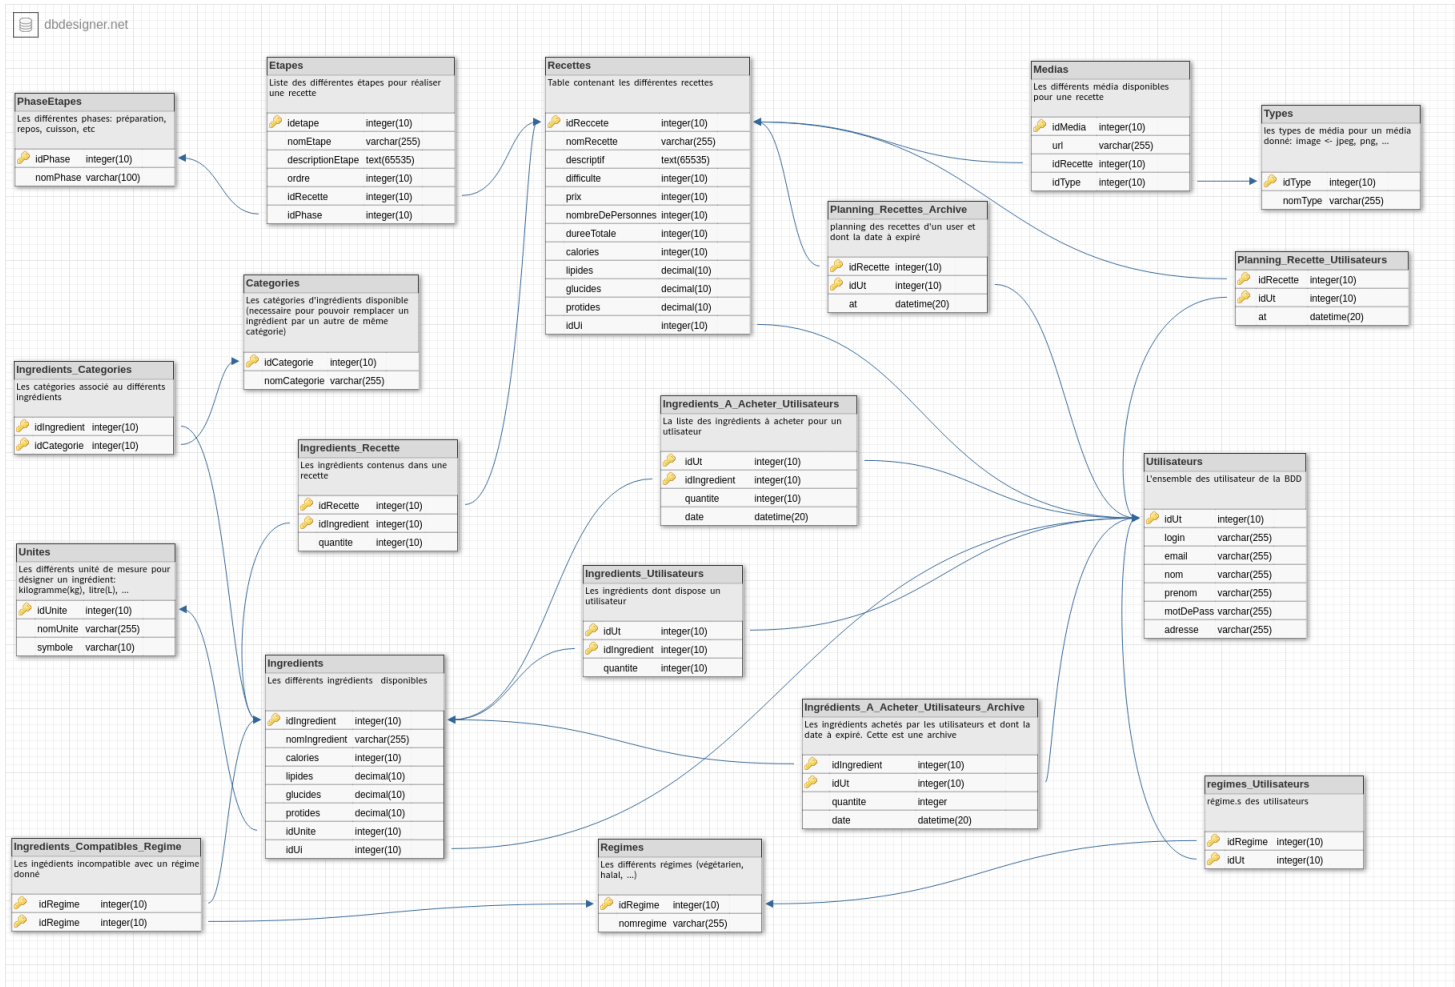 dbdesigner.net
PhaseEtapes
Les différentes phases: préparation,
repos, cuisson, etc
idPhase integer(10)
nomPhase varchar(100)
Etapes
Liste des différentes étapes pour réaliser
une recette
idetape integer(10)
nomEtape varchar(255)
descriptionEtape text(65535)
ordre integer(10)
idRecette integer(10)
idPhase integer(10)
Recettes
Table contenant les différentes recettes
idReccete integer(10)
nomRecette varchar(255)
descriptif text(65535)
difficulte integer(10)
prix integer(10)
nombreDePersonnes integer(10)
dureeTotale integer(10)
calories integer(10)
lipides decimal(10)
glucides decimal(10)
protides decimal(10)
idUi integer(10)
Medias
Les différents média disponibles
pour une recette
idMedia integer(10)
url varchar(255)
idRecette integer(10)
idType integer(10)
Types
les types de média pour un média
donné: image <- jpeg, png, ...
idType integer(10)
nomType varchar(255)
Planning_Recettes_Archive
planning des recettes d'un user et
dont la date à expiré
idRecette integer(10)
idUt integer(10)
at datetime(20)
Planning_Recette_Utilisateurs
idRecette integer(10)
idUt integer(10)
at datetime(20)
Categories
Les catégories d'ingrédients disponible
(necessaire pour pouvoir remplacer un
ingrédient par un autre de même
catégorie)
idCategorie integer(10)
nomCategorie varchar(255)
Ingredients_Categories
Les catégories associé au différents
ingrédients
idIngredient integer(10)
idCategorie integer(10)
Ingredients_Recette
Les ingrédients contenus dans une
recette
idRecette integer(10)
idIngredient integer(10)
quantite integer(10)
Ingredients_A_Acheter_Utilisateurs
La liste des ingrédients à acheter pour un
utlisateur
idUt integer(10)
idIngredient integer(10)
quantite integer(10)
date datetime(20)
Utilisateurs
L'ensemble des utilisateur de la BDD
idUt integer(10)
login varchar(255)
email varchar(255)
nom varchar(255)
prenom varchar(255)
motDePass varchar(255)
adresse varchar(255)
Unites
Les différents unité de mesure pour
désigner un ingrédient:
kilogramme(kg), litre(L), ...
idUnite integer(10)
nomUnite varchar(255)
symbole varchar(10)
Ingredients_Utilisateurs
Les ingrédients dont dispose un
utilisateur
idUt integer(10)
idIngredient integer(10)
quantite integer(10)
Ingredients
Les différents ingrédients disponibles
idIngredient integer(10)
nomIngredient varchar(255)
calories integer(10)
lipides decimal(10)
glucides decimal(10)
protides decimal(10)
idUnite integer(10)
idUi integer(10)
Ingrédients_A_Acheter_Utilisateurs_Archive
Les ingrédients achetés par les utilisateurs et dont la
date à expiré. Cette est une archive
idIngredient integer(10)
idUt integer(10)
quantite integer
date datetime(20)
regimes_Utilisateurs
régime.s des utilisateurs
idRegime integer(10)
idUt integer(10)
Ingredients_Compatibles_Regime
Les ingédients incompatible avec un régime
donné
idRegime integer(10)
idRegime integer(10)
Regimes
Les différents régimes (végétarien,
halal, ...)
idRegime integer(10)
nomregime varchar(255)